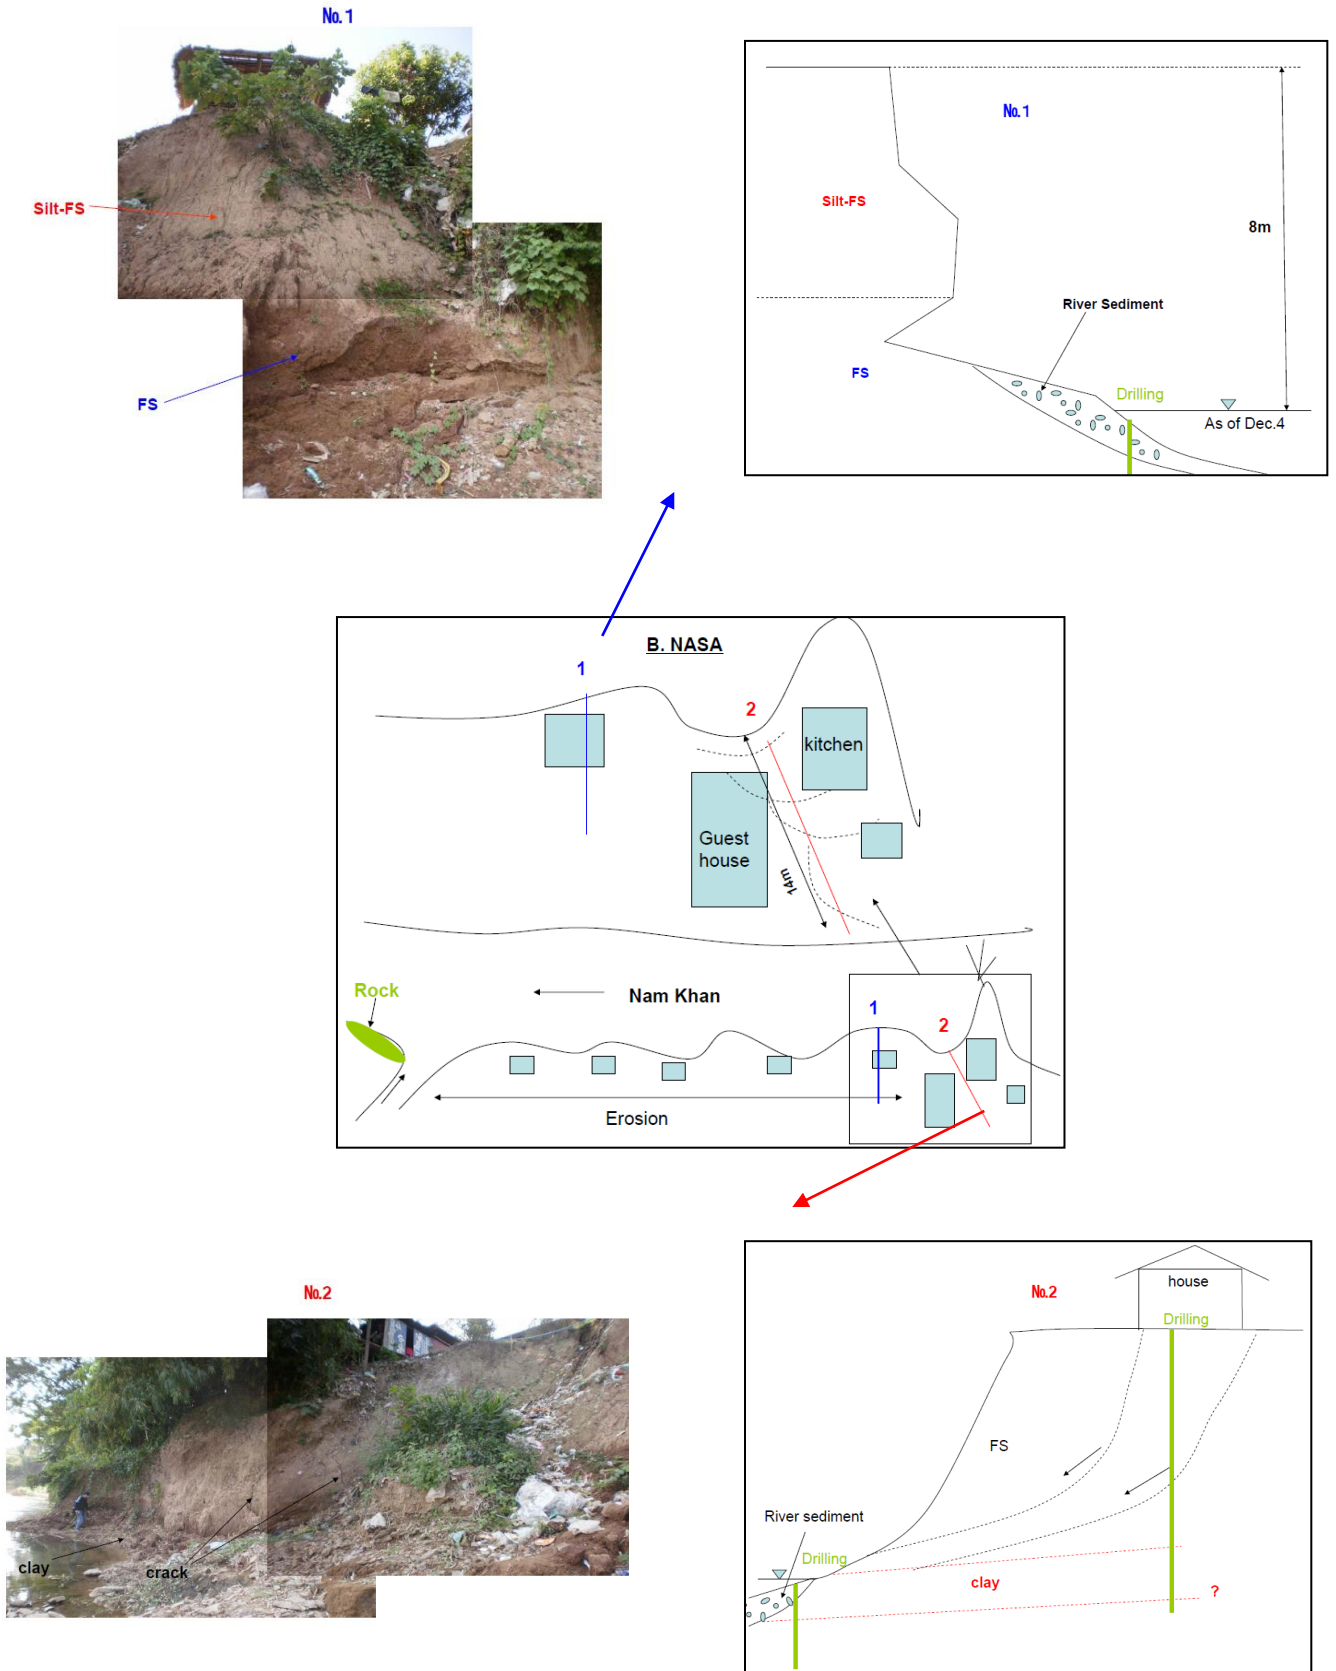 №.1
Silt-FS
FS
№.1
Silt-FS
8m
River Sediment
FS
Drilling
As of Dec.4
B. NASA
1
2
kitchen
Guest
house
14m
Rock
Nam Khan
1
2
Erosion
№.2
clay
crack
house
№.2
Drilling
FS
River sediment
Drilling
clay
?